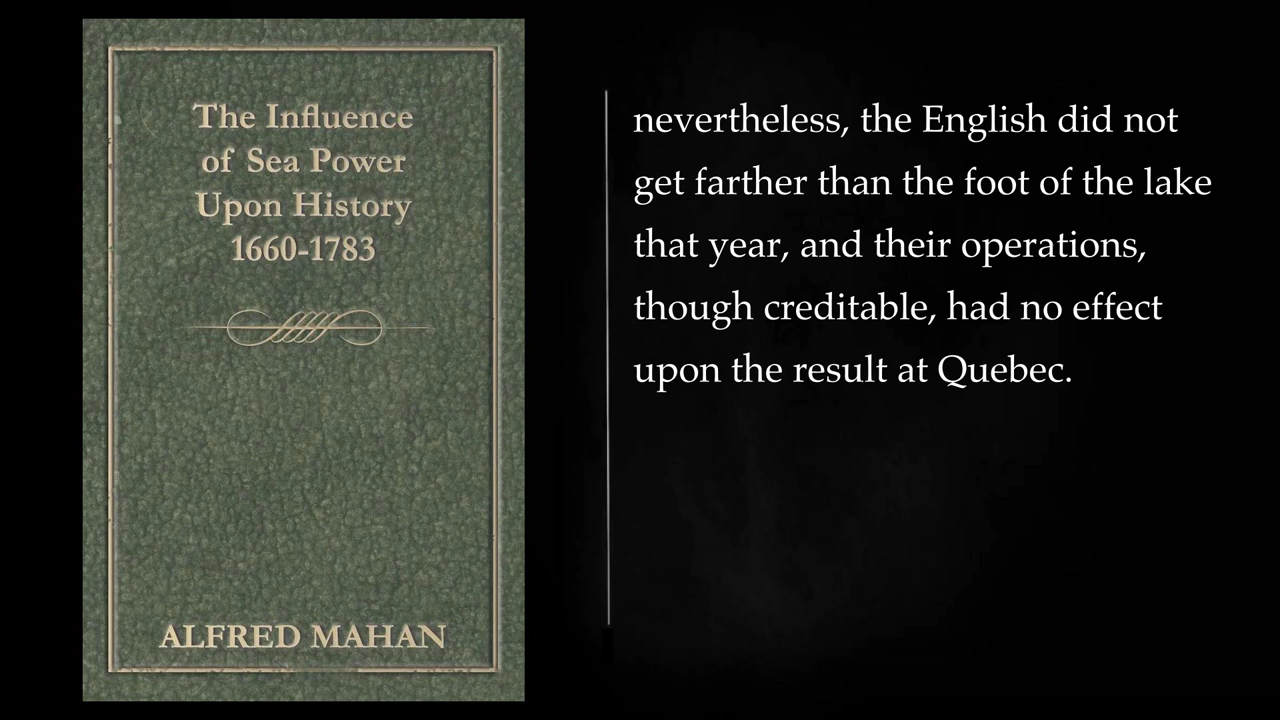 The Influence
of Sea Power
Upon History
1660-1783
ALFRED MAHAN
nevertheless, the English did not
get farther than the foot of the lake
that year, and their operations,
though creditable, had no effect
upon the result at Quebec.